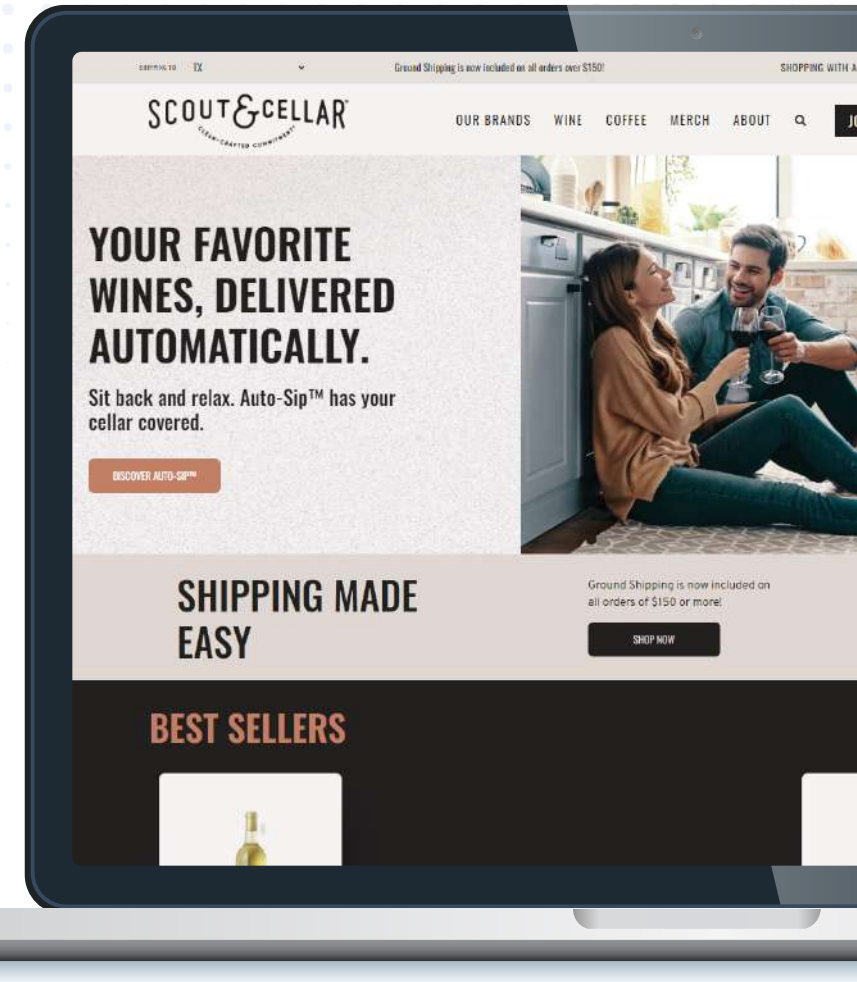 SHIPPING TO TX
Ground Shipping is now included on all orders over $150!
SHOPPING WITH A
SCOUT & CELLAR
CLEAN-CRAFTED COMMITMENT
OUR BRANDS WINE COFFEE MERCH ABOUT
JO
YOUR FAVORITE
WINES, DELIVERED
AUTOMATICALLY.
Sit back and relax. Auto-Sip™ has your
cellar covered.
DISCOVER AUTO-SIP™
SHIPPING MADE
EASY
Ground Shipping is now included on
all orders of $150 or more!
SHOP NOW
BEST SELLERS